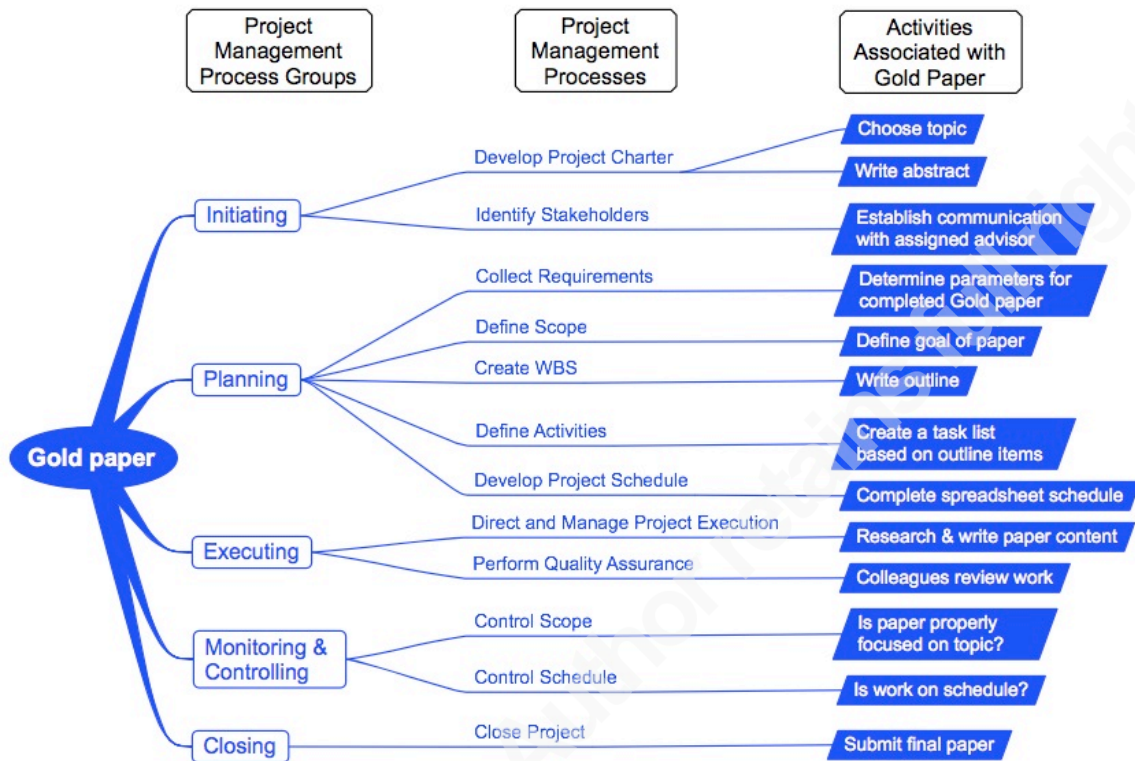 Project
Management
Process Groups
Project
Management
Processes
Activities
Associated with
Gold Paper
Gold paper
Initiating
Develop Project Charter
Choose topic
Write abstract
Identify Stakeholders
Establish communication
with assigned advisor
Planning
Collect Requirements
Determine parameters for
completed Gold paper
Define Scope
Define goal of paper
Create WBS
Write outline
Define Activities
Create a task list
based on outline items
Develop Project Schedule
Complete spreadsheet schedule
Executing
Direct and Manage Project Execution
Research & write paper content
Perform Quality Assurance
Colleagues review work
Monitoring &
Controlling
Control Scope
Is paper properly
focused on topic?
Control Schedule
Is work on schedule?
Closing
Close Project
Submit final paper
Author retains full right